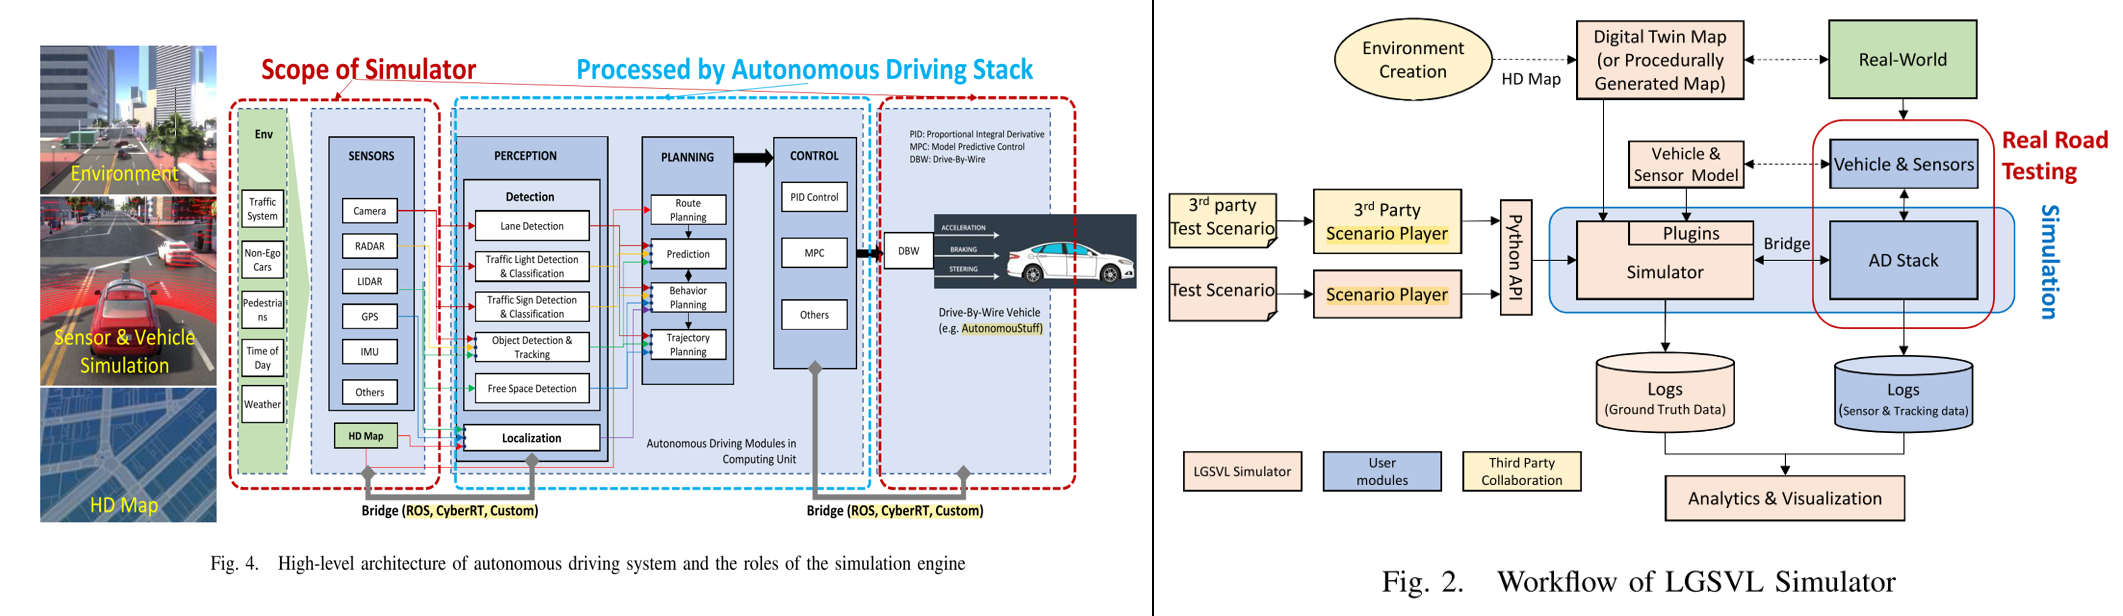 Scope of Simulator
Processed by Autonomous Driving Stack
Environment
Sensor & Vehicle
Simulation
HD Map
Env
Traffic
System
Non-Ego
Cars
Pedestria
ns
Time of
Day
Weather
SENSORS
Camera
RADAR
LIDAR
GPS
IMU
Others
HD Map
PERCEPTION
Detection
Lane Detection
Traffic Light Detection
& Classification
Traffic Sign Detection
& Classification
Object Detection &
Tracking
Free Space Detection
Localization
PLANNING
Route
Planning
Prediction
Behavior
Planning
Trajectory
Planning
CONTROL
PID Control
MPC
Others
Autonomous Driving Modules in
Computing Unit
PID: Proportional Integral Derivative
MPC: Model Predictive Control
DBW: Drive-By-Wire
DBW
ACCELERATION
BRAKING
STEERING
Drive-By-Wire Vehicle
(e.g. AutonomouStuff)
Bridge (ROS, CyberRT, Custom)
Bridge (ROS, CyberRT, Custom)
Fig. 4. High-level architecture of autonomous driving system and the roles of the simulation engine
Environment
Creation
HD Map
Digital Twin Map
(or Procedurally
Generated Map)
Real-World
Real Road
Testing
Vehicle &
Sensor Model
Vehicle & Sensors
3rd party
Test Scenario
3rd Party
Scenario Player
Test Scenario
Scenario Player
Python API
Plugins
Simulator
Bridge
AD Stack
Simulation
Logs
(Ground Truth Data)
Logs
(Sensor & Tracking data)
LGSVL Simulator
User
modules
Third Party
Collaboration
Analytics & Visualization
Fig. 2. Workflow of LGSVL Simulator